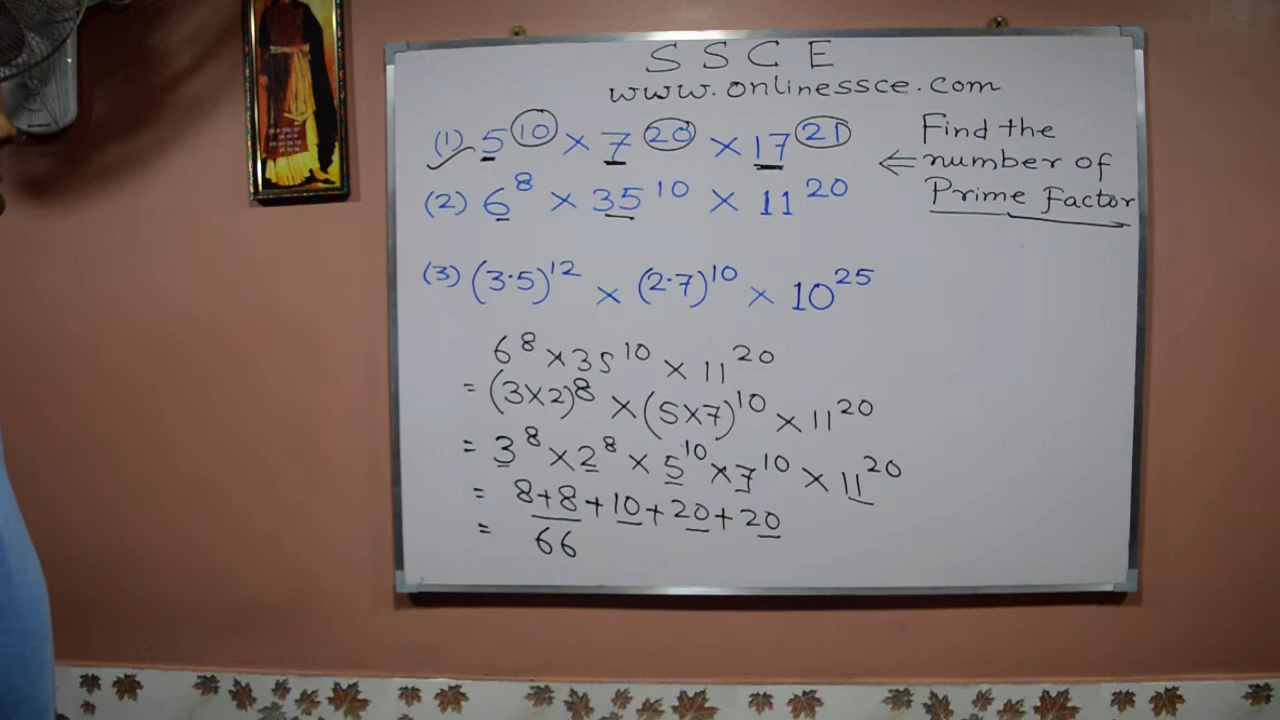 S S C E
www.onlinessce.com
(1) 5^10 × 7^20 × 17^21
Find the
⇐ number of
Prime Factor
(2) 6^8 × 35^10 × 11^20
(3) (3·5)^12 × (2·7)^10 × 10^25
6^8 × 35^10 × 11^20
= (3×2)^8 × (5×7)^10 × 11^20
= 3^8 × 2^8 × 5^10 × 7^10 × 11^20
= 8+8+10+20+20
= 66